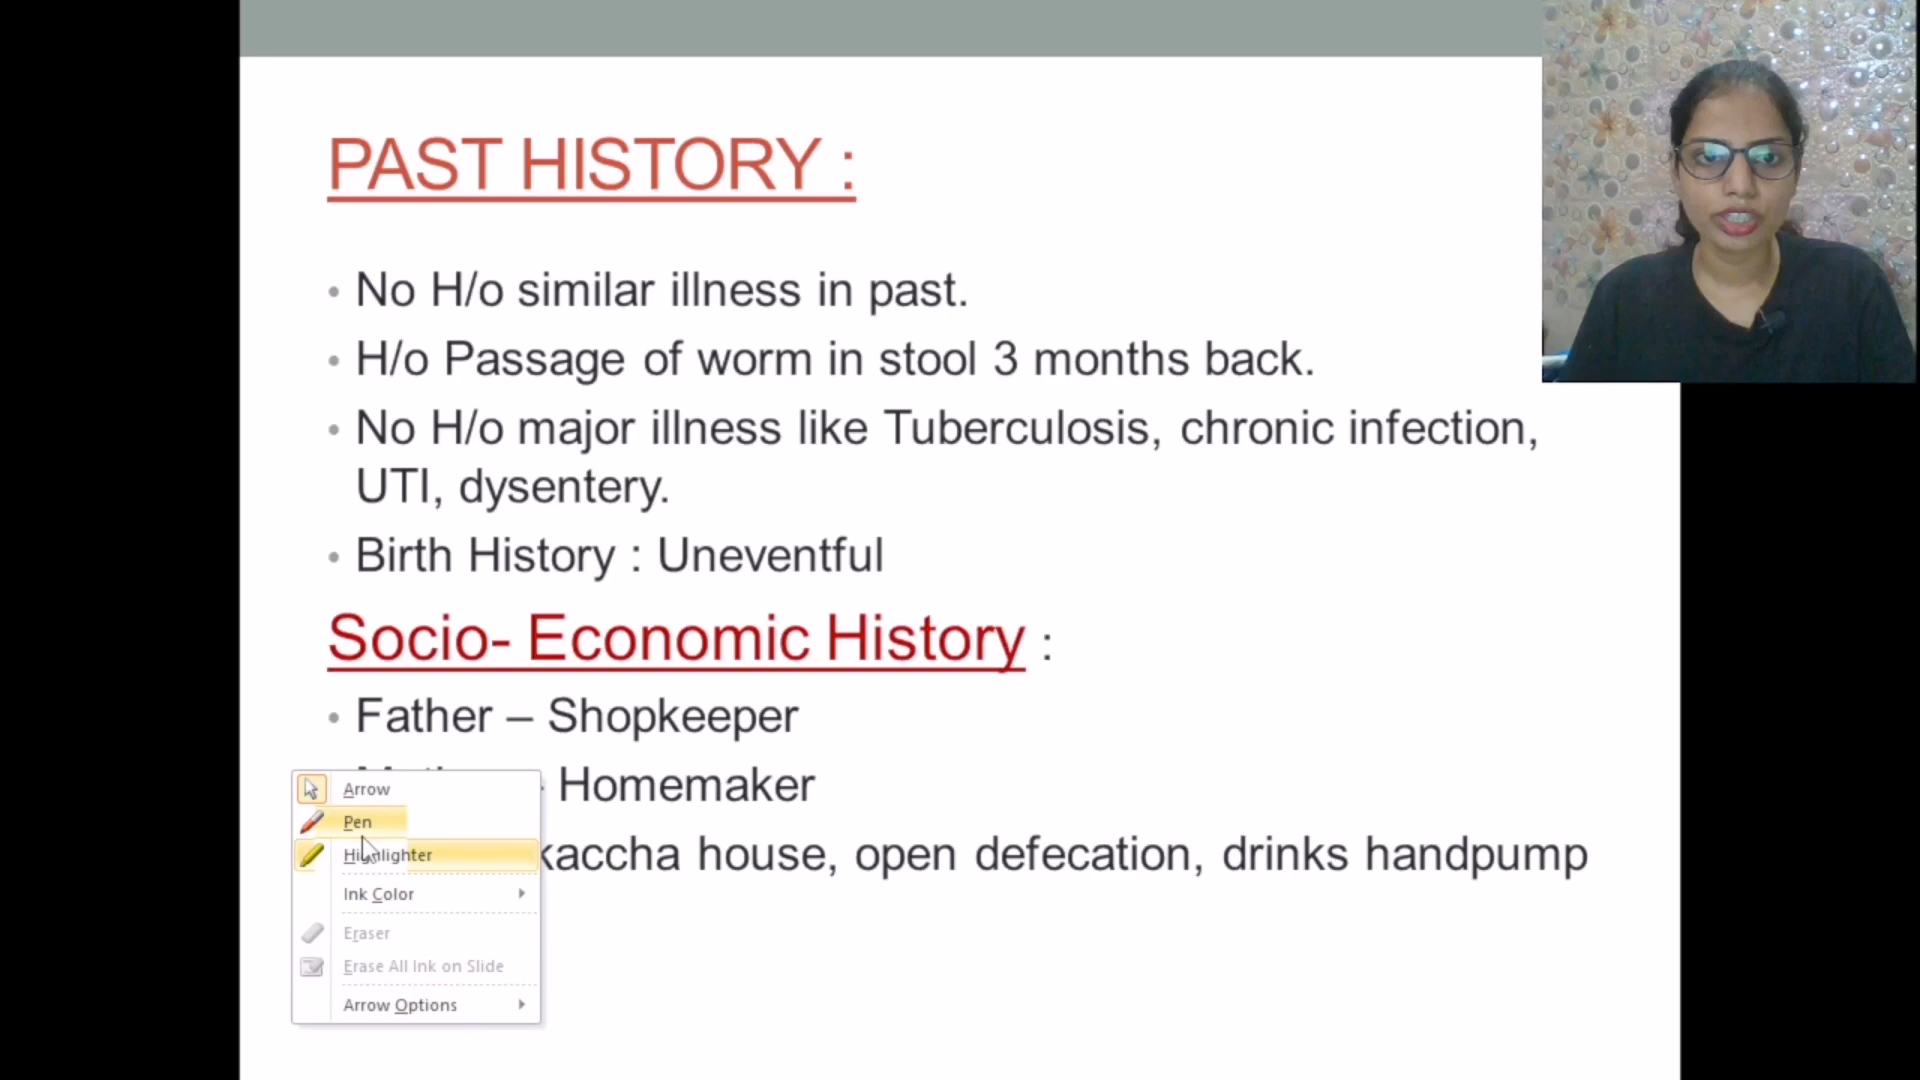 PAST HISTORY :
• No H/o similar illness in past.
• H/o Passage of worm in stool 3 months back.
• No H/o major illness like Tuberculosis, chronic infection,
UTI, dysentery.
• Birth History : Uneventful
Socio- Economic History :
• Father – Shopkeeper
Homemaker
kaccha house, open defecation, drinks handpump
Arrow
Pen
Highlighter
Ink Color
Eraser
Erase All Ink on Slide
Arrow Options